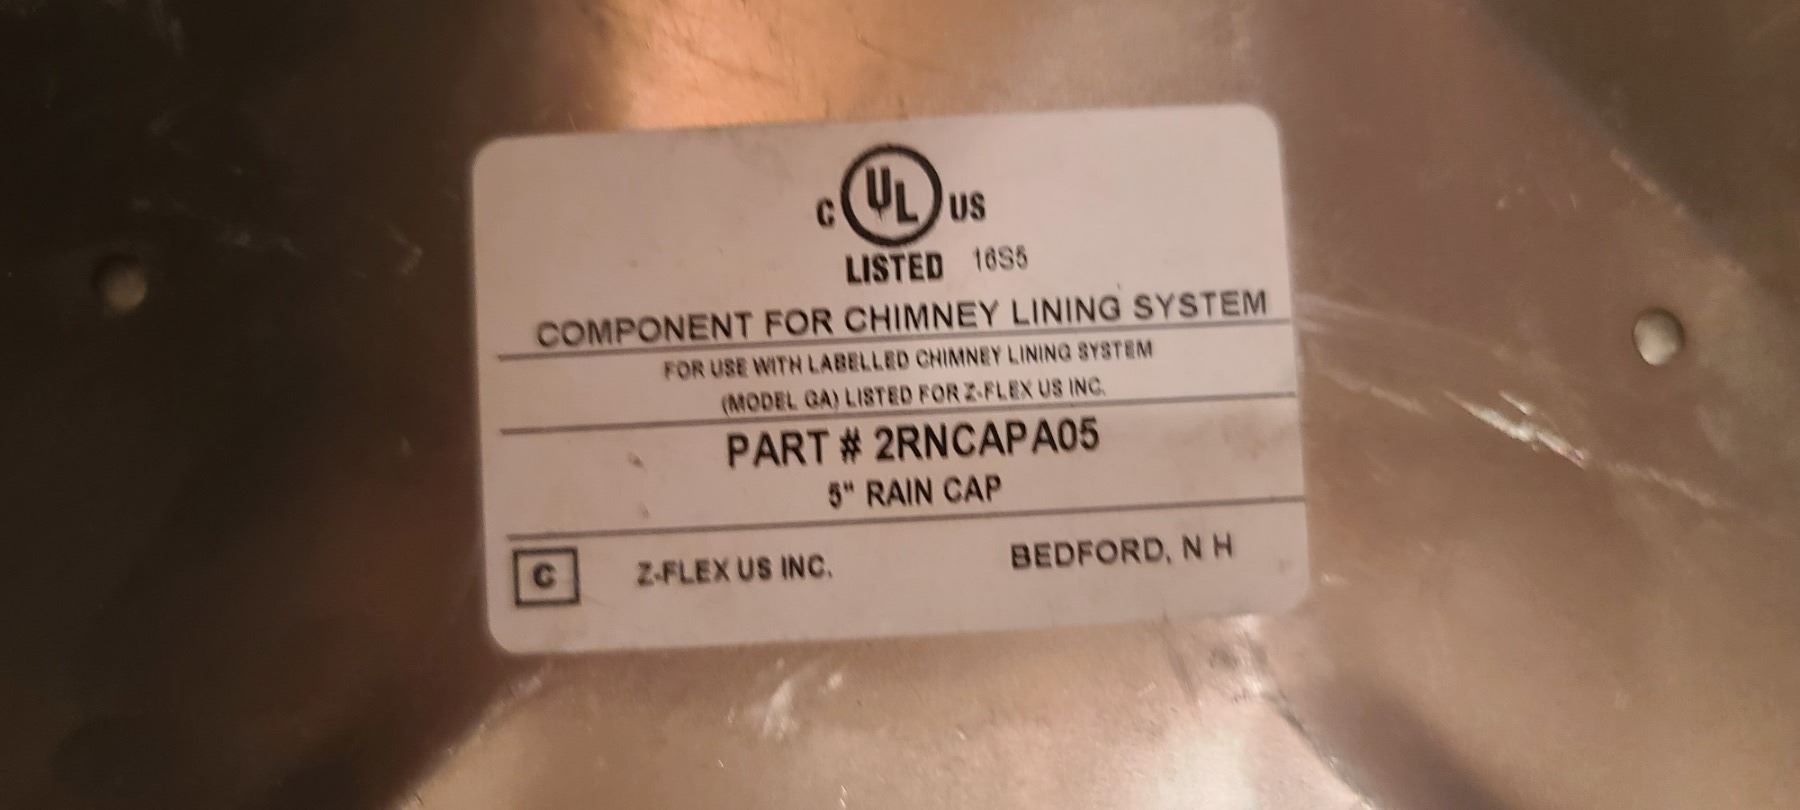 C UL US
LISTED 16S5
COMPONENT FOR CHIMNEY LINING SYSTEM
FOR USE WITH LABELLED CHIMNEY LINING SYSTEM
(MODEL GA) LISTED FOR Z-FLEX US INC.
PART # 2RNCAPA05
5" RAIN CAP
C Z-FLEX US INC. BEDFORD, N H